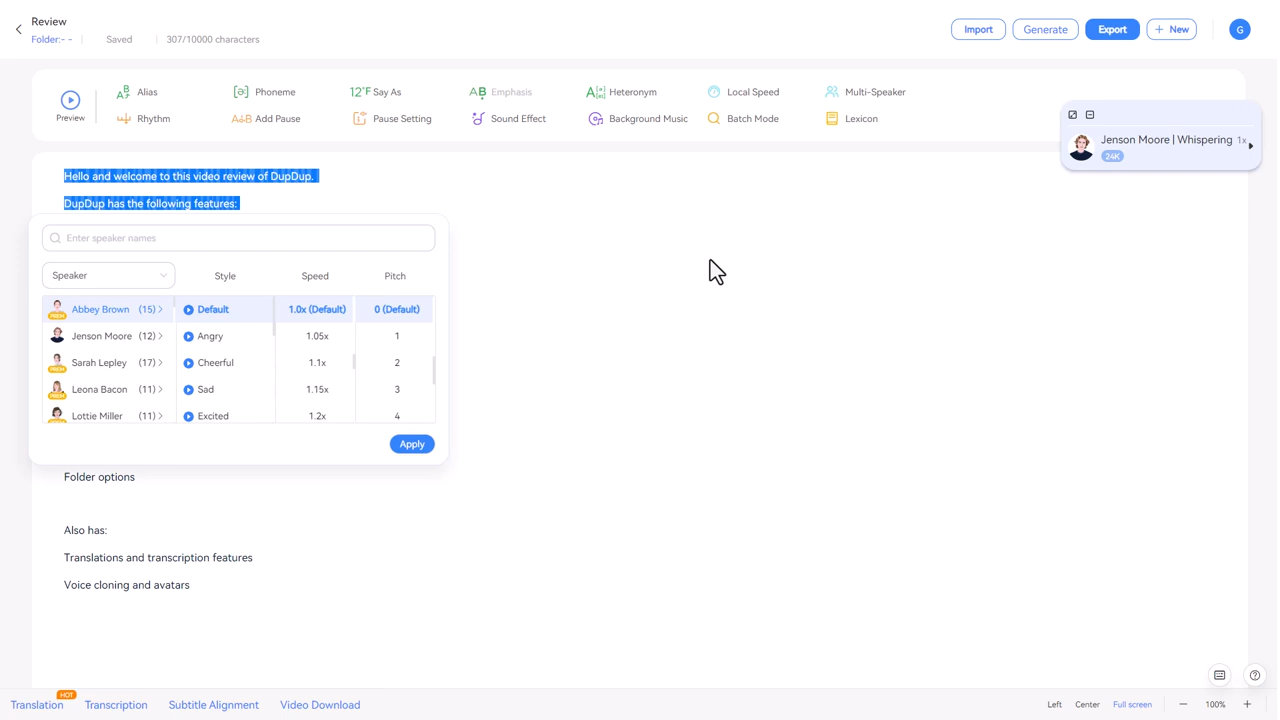 Review
Folder:- -
Saved
307/10000 characters
Import
Generate
Export
+ New
G
Preview
Alias
Phoneme
12°F Say As
Emphasis
Heteronym
Local Speed
Multi-Speaker
Rhythm
Add Pause
Pause Setting
Sound Effect
Background Music
Batch Mode
Lexicon
Jenson Moore | Whispering 1x
24K
Hello and welcome to this video review of DupDup.
DupDup has the following features:
Enter speaker names
Speaker
Style
Speed
Pitch
PREM
Abbey Brown (15)
Default
1.0x (Default)
0 (Default)
Jenson Moore (12)
Angry
1.05x
1
PREM
Sarah Lepley (17)
Cheerful
1.1x
2
PREM
Leona Bacon (11)
Sad
1.15x
3
Lottie Miller (11)
Excited
1.2x
4
Apply
Folder options
Also has:
Translations and transcription features
Voice cloning and avatars
HOT
Translation
Transcription
Subtitle Alignment
Video Download
Left
Center
Full screen
100%